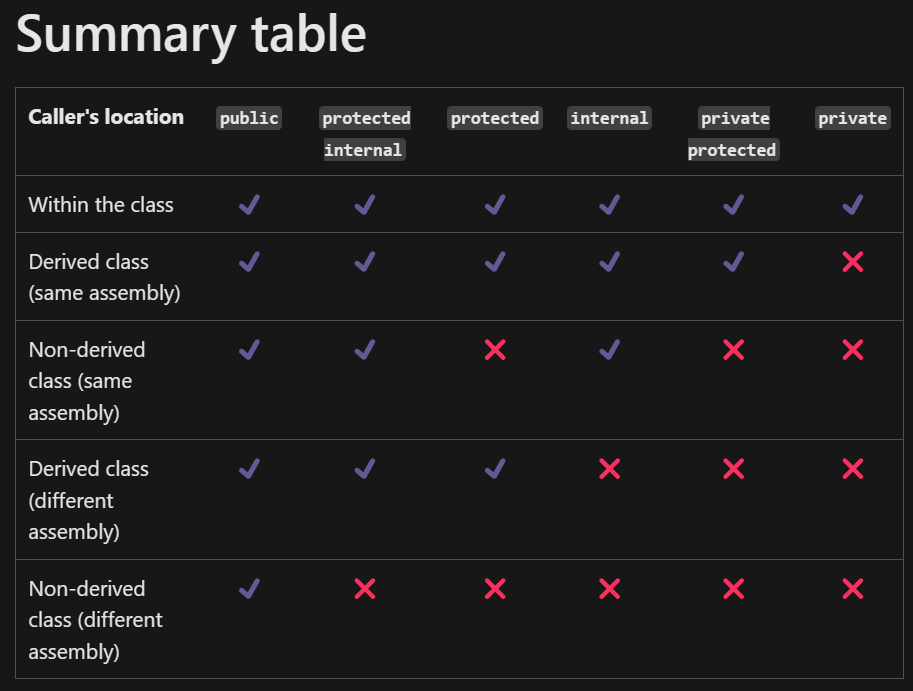 Summary table
Caller's location public protected internal protected internal private protected private
Within the class ✔ ✔ ✔ ✔ ✔ ✔
Derived class
(same assembly) ✔ ✔ ✔ ✔ ✔ ❌
Non-derived
class (same
assembly) ✔ ✔ ❌ ✔ ❌ ❌
Derived class
(different
assembly) ✔ ✔ ✔ ❌ ❌ ❌
Non-derived
class (different
assembly) ✔ ❌ ❌ ❌ ❌ ❌